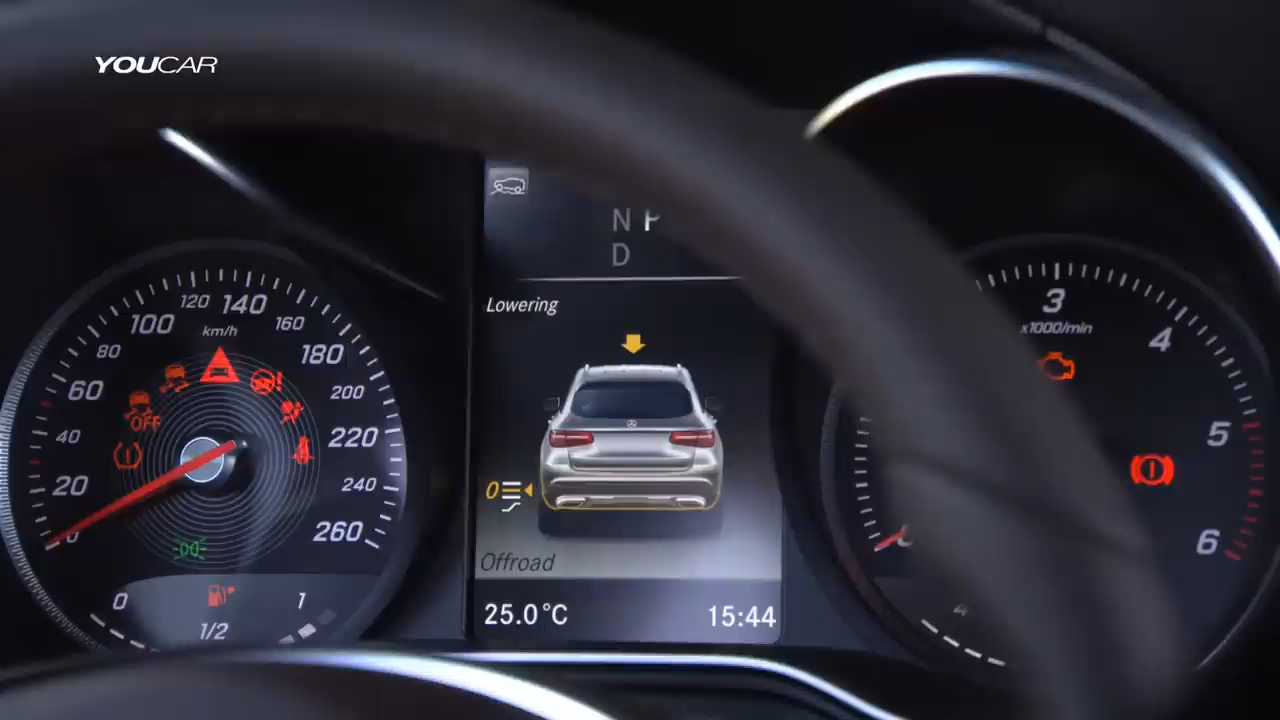 YOUCAR
N P
D
Lowering
0
Offroad
25.0°C 15:44
0
20
40
60
80
100
120
140
160
180
200
220
240
260
km/h
OFF
0 1/2 1
3
4
5
6
x1000/min